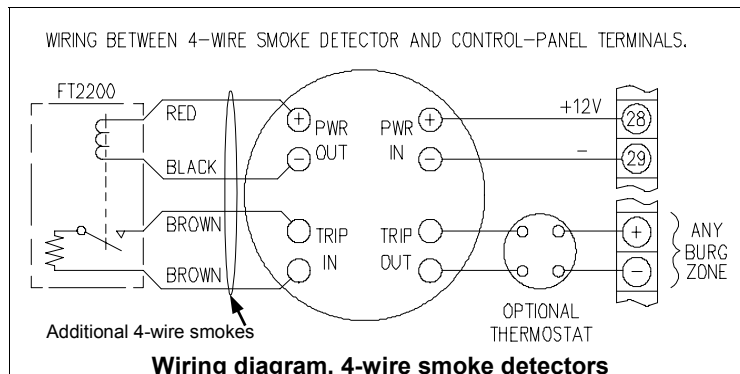 WIRING BETWEEN 4-WIRE SMOKE DETECTOR AND CONTROL-PANEL TERMINALS.
FT2200
RED
BLACK
BROWN
BROWN
+ PWR OUT
-
TRIP IN
PWR IN +
-
TRIP OUT
+12V
-
28
29
+
-
ANY BURG ZONE
OPTIONAL THERMOSTAT
Additional 4-wire smokes
Wiring diagram, 4-wire smoke detectors